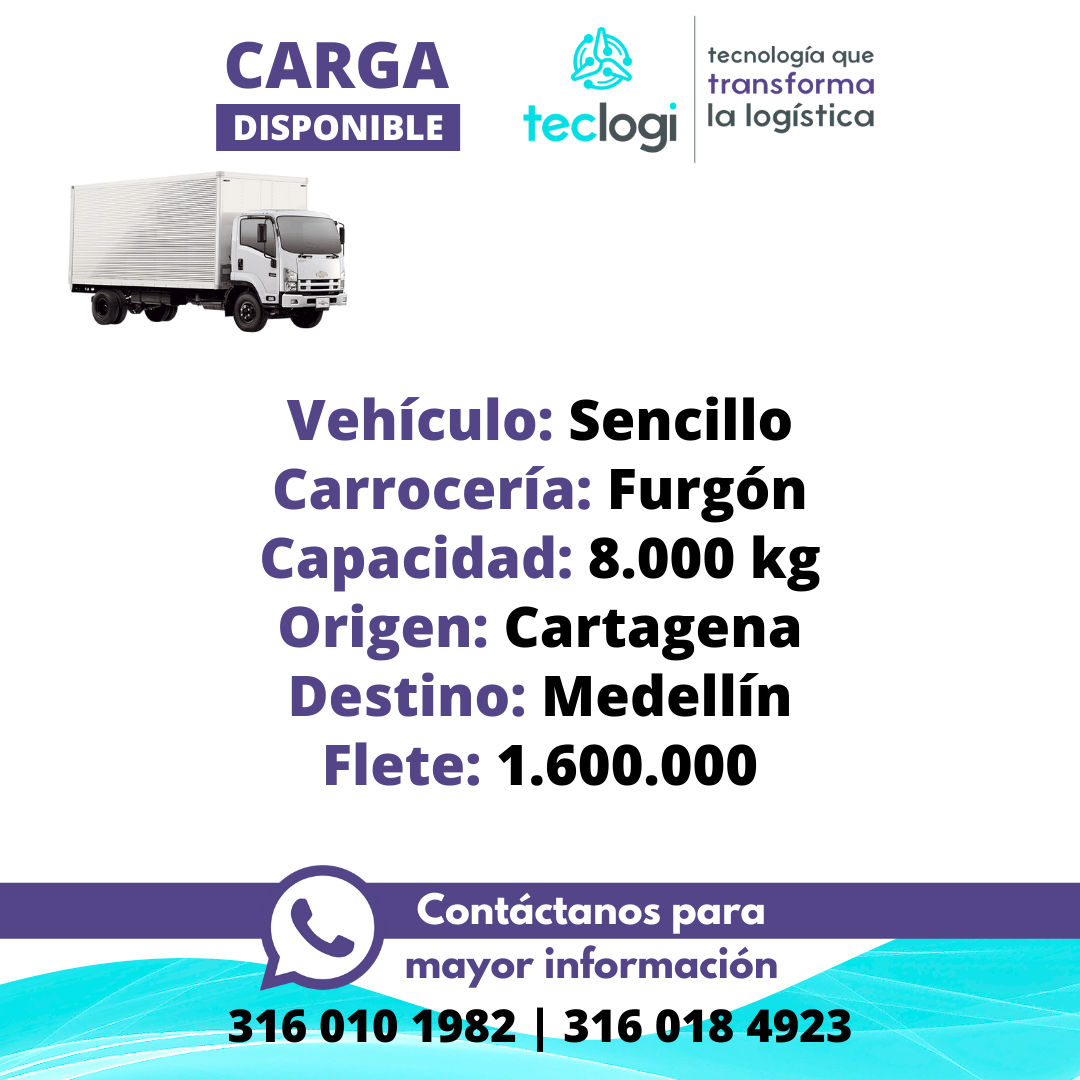 CARGA
DISPONIBLE
teclogi
tecnología que
transforma
la logística
Vehículo: Sencillo
Carrocería: Furgón
Capacidad: 8.000 kg
Origen: Cartagena
Destino: Medellín
Flete: 1.600.000
Contáctanos para
mayor información
316 010 1982 | 316 018 4923